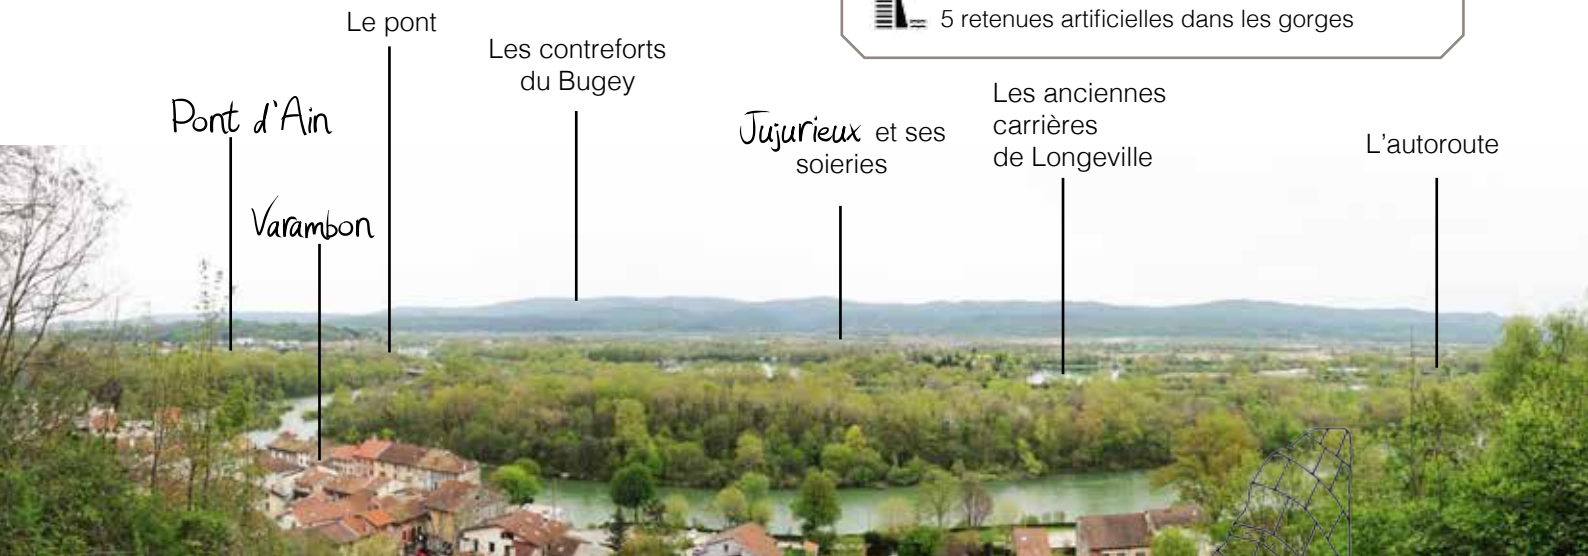 5 retenues artificielles dans les gorges
Le pont
Les contreforts
du Bugey
Pont d'Ain
Jujurieux et ses
soieries
Les anciennes
carrières
de Longeville
L'autoroute
Varambon